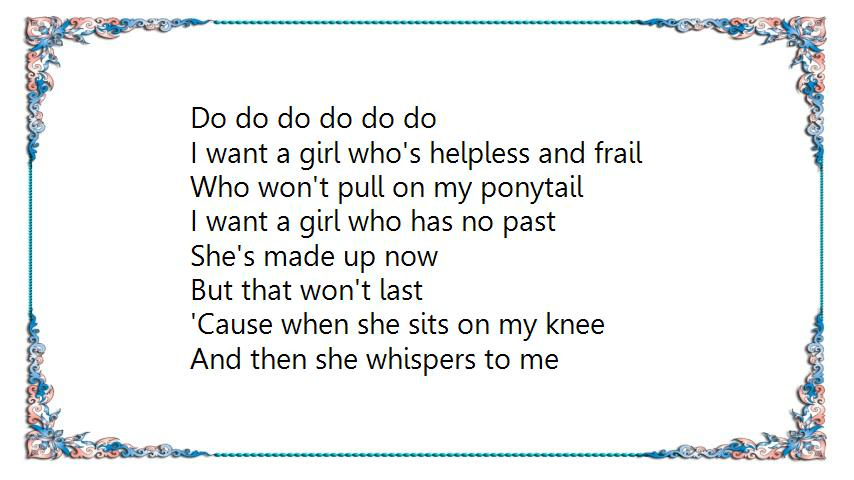 Do do do do do do
I want a girl who's helpless and frail
Who won't pull on my ponytail
I want a girl who has no past
She's made up now
But that won't last
'Cause when she sits on my knee
And then she whispers to me